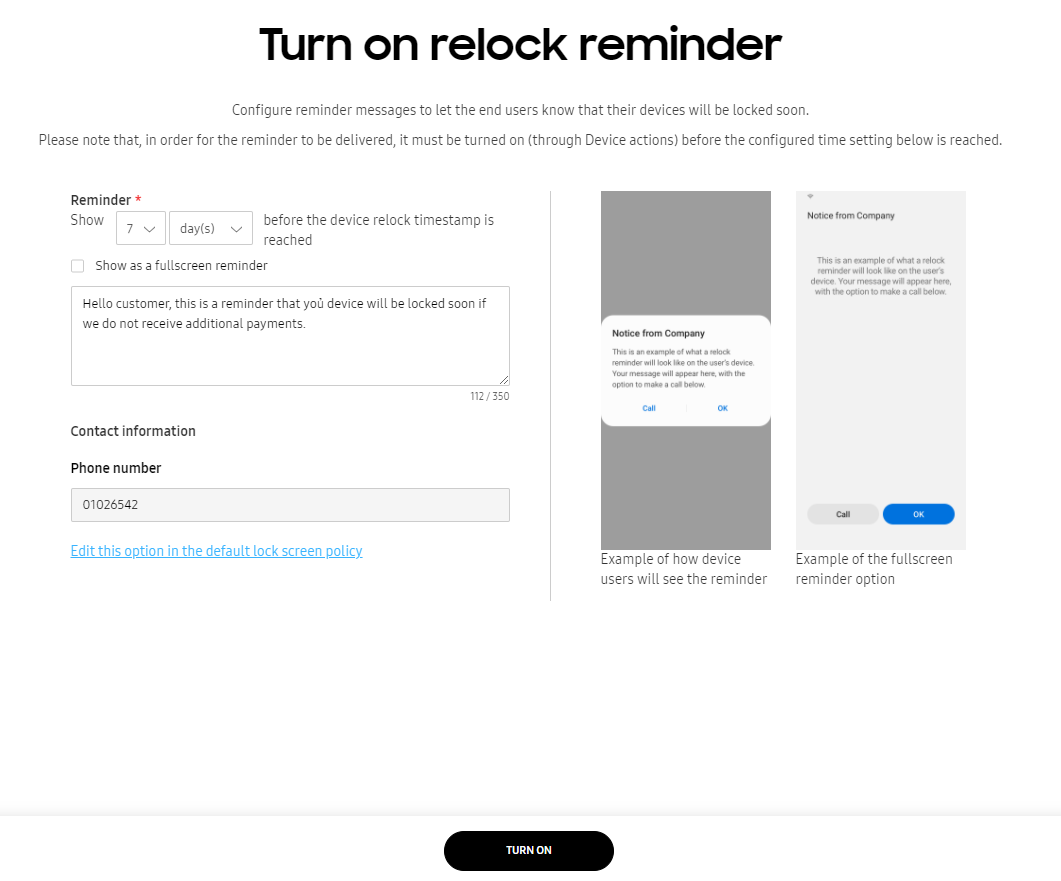 Turn on relock reminder
Configure reminder messages to let the end users know that their devices will be locked soon.
Please note that, in order for the reminder to be delivered, it must be turned on (through Device actions) before the configured time setting below is reached.
Reminder *
Show 7 day(s) before the device relock timestamp is
reached
Show as a fullscreen reminder
Hello customer, this is a reminder that yoủ device will be locked soon if
we do not receive additional payments.
112 / 350
Contact information
Phone number
01026542
Edit this option in the default lock screen policy
Notice from Company
This is an example of what a relock
reminder will look like on the user's device.
Your message will appear here, with the
option to make a call below.
Call OK
Example of how device
users will see the reminder
Notice from Company
This is an example of what a relock
reminder will look like on the user's
device. Your message will appear here,
with the option to make a call below.
Call OK
Example of the fullscreen
reminder option
TURN ON